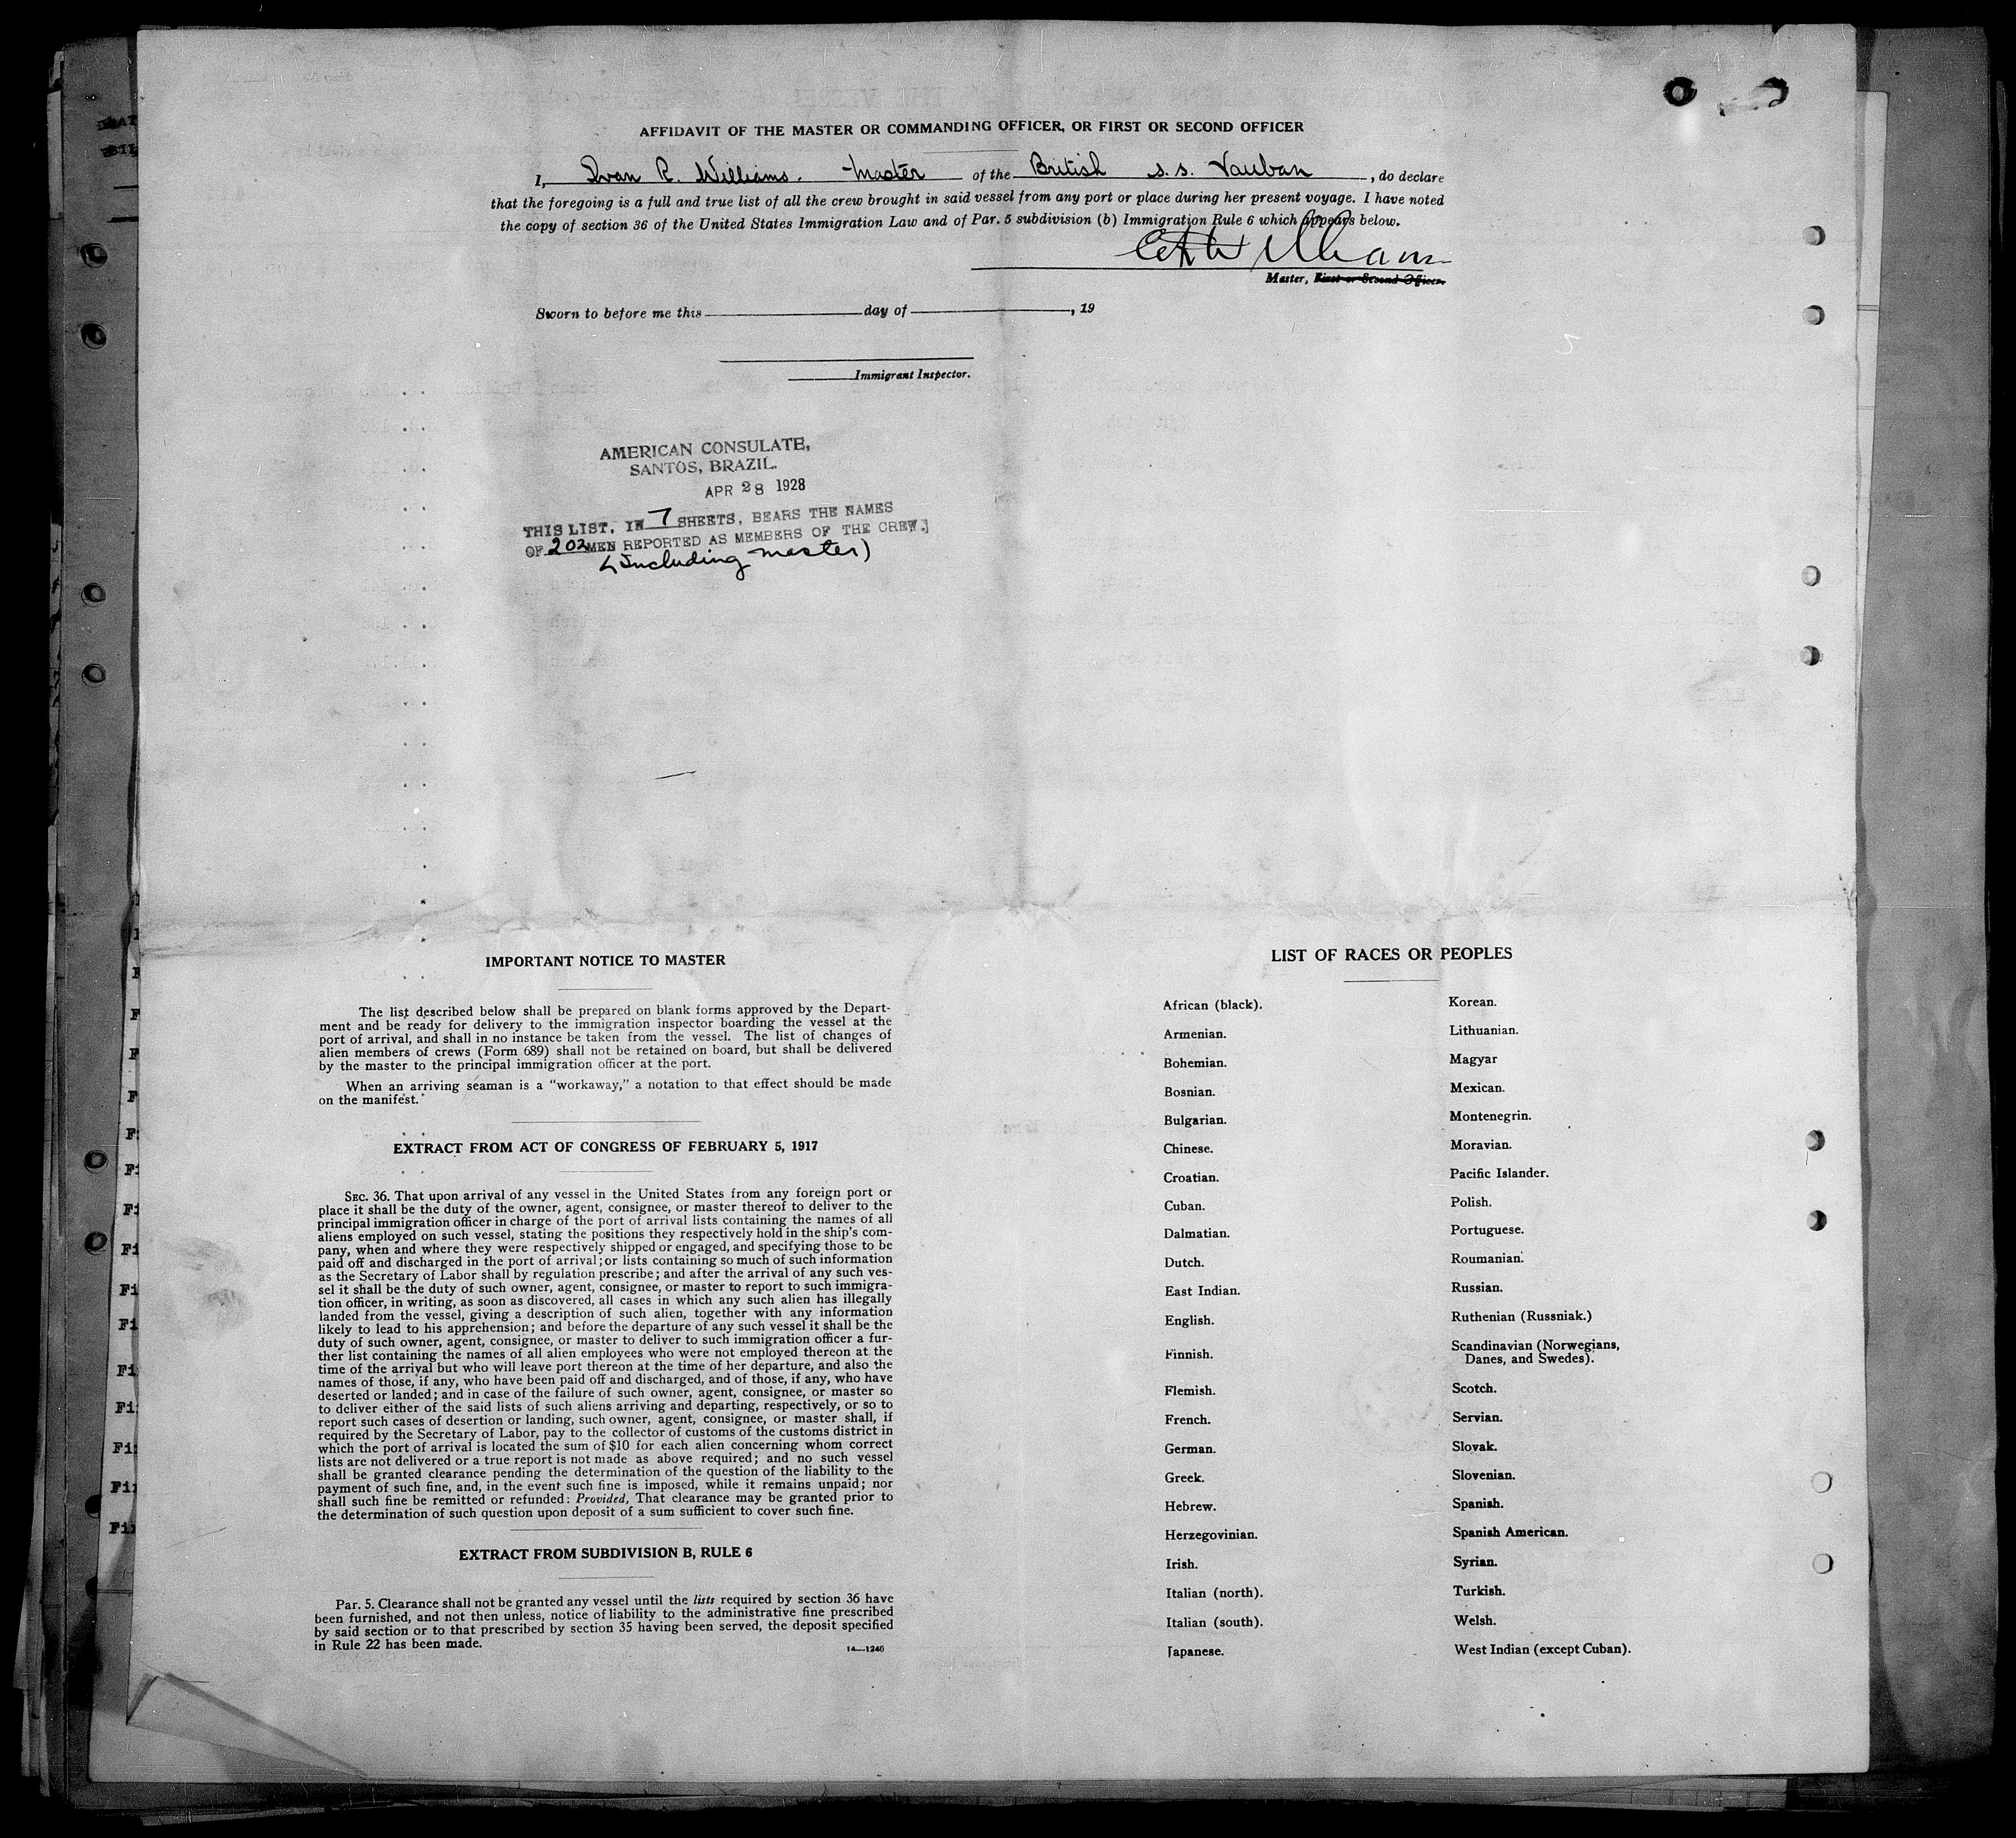 AFFIDAVIT OF THE MASTER OR COMMANDING OFFICER, OR FIRST OR SECOND OFFICER
I, Ivan R. Williams. Master of the British s.s. Vauban, do declare
that the foregoing is a full and true list of all the crew brought in said vessel from any port or place during her present voyage. I have noted
the copy of section 36 of the United States Immigration Law and of Par. 5 subdivision (b) Immigration Rule 6 which appears below.
Master, First or Second Officer.
Sworn to before me this day of , 19
Immigrant Inspector.
AMERICAN CONSULATE,
SANTOS, BRAZIL.
APR 28 1928
THIS LIST, IN 7 SHEETS, BEARS THE NAMES
OF 202 MEN REPORTED AS MEMBERS OF THE CREW.
(Including master)
IMPORTANT NOTICE TO MASTER
The list described below shall be prepared on blank forms approved by the Depart-
ment and be ready for delivery to the immigration inspector boarding the vessel at the
port of arrival, and shall in no instance be taken from the vessel. The list of changes of
alien members of crews (Form 689) shall not be retained on board, but shall be delivered
by the master to the principal immigration officer at the port.
When an arriving seaman is a "workaway," a notation to that effect should be made
on the manifest.
EXTRACT FROM ACT OF CONGRESS OF FEBRUARY 5, 1917
SEC. 36. That upon arrival of any vessel in the United States from any foreign port or
place it shall be the duty of the owner, agent, consignee, or master thereof to deliver to the
principal immigration officer in charge of the port of arrival lists containing the names of all
aliens employed on such vessel, stating the positions they respectively hold in the ship's com-
pany, when and where they were respectively shipped or engaged, and specifying those to be
paid off and discharged in the port of arrival; or lists containing so much of such information
as the Secretary of Labor shall by regulation prescribe; and after the arrival of any such ves-
sel it shall be the duty of such owner, agent, consignee, or master to report to such immigra-
tion officer, in writing, as soon as discovered, all cases in which any such alien has illegally
landed from the vessel, giving a description of such alien, together with any information
likely to lead to his apprehension; and before the departure of any such vessel it shall be the
duty of such owner, agent, consignee, or master to deliver to such immigration officer a fur-
ther list containing the names of all alien employees who were not employed thereon at the
time of the arrival but who will leave port thereon at the time of her departure, and also the
names of those, if any, who have been paid off and discharged, and of those, if any, who have
deserted or landed; and in case of the failure of such owner, agent, consignee, or master so
to deliver either of the said lists of such aliens arriving and departing, respectively, or so to
report such cases of desertion or landing, such owner, agent, consignee, or master shall, if
required by the Secretary of Labor, pay to the collector of customs of the customs district in
which the port of arrival is located the sum of $10 for each alien concerning whom correct
lists are not delivered or a true report is not made as above required; and no such vessel
shall be granted clearance pending the determination of the question of the liability to the
payment of such fine, and, in the event such fine is imposed, while it remains unpaid; nor
shall such fine be remitted or refunded: Provided, That clearance may be granted prior to
the determination of such question upon deposit of a sum sufficient to cover such fine.
EXTRACT FROM SUBDIVISION B, RULE 6
Par. 5. Clearance shall not be granted any vessel until the lists required by section 36 have
been furnished, and not then unless, notice of liability to the administrative fine prescribed
by said section or to that prescribed by section 35 having been served, the deposit specified
in Rule 22 has been made.
14—1240
LIST OF RACES OR PEOPLES
African (black).
Armenian.
Bohemian.
Bosnian.
Bulgarian.
Chinese.
Croatian.
Cuban.
Dalmatian.
Dutch.
East Indian.
English.
Finnish.
Flemish.
French.
German.
Greek.
Hebrew.
Herzegovinian.
Irish.
Italian (north).
Italian (south).
Japanese.
Korean.
Lithuanian.
Magyar
Mexican.
Montenegrin.
Moravian.
Pacific Islander.
Polish.
Portuguese.
Roumanian.
Russian.
Ruthenian (Russniak.)
Scandinavian (Norwegians,
Danes, and Swedes).
Scotch.
Servian.
Slovak.
Slovenian.
Spanish.
Spanish American.
Syrian.
Turkish.
Welsh.
West Indian (except Cuban).